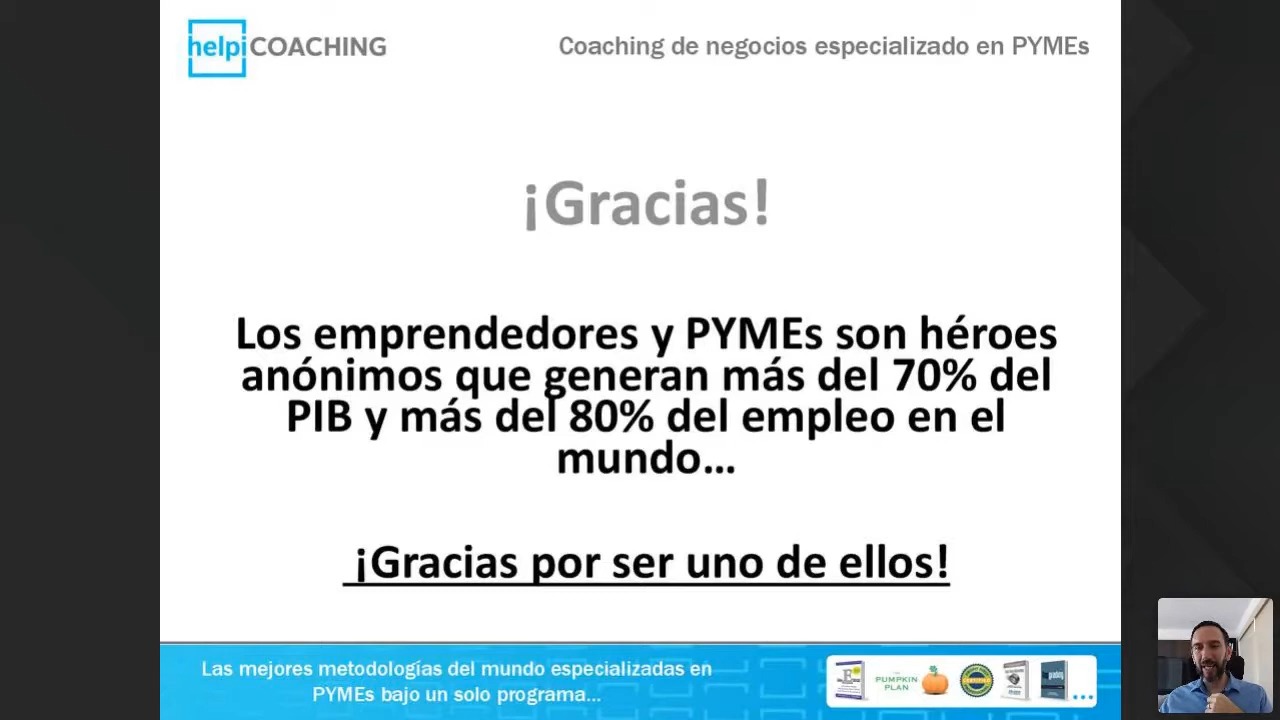 help COACHING
Coaching de negocios especializado en PYMEs
¡Gracias!
Los emprendedores y PYMEs son héroes
anónimos que generan más del 70% del
PIB y más del 80% del empleo en el
mundo...
¡Gracias por ser uno de ellos!
Las mejores metodologías del mundo especializadas en
PYMEs bajo un solo programa...
PUMPKIN
PLAN
...